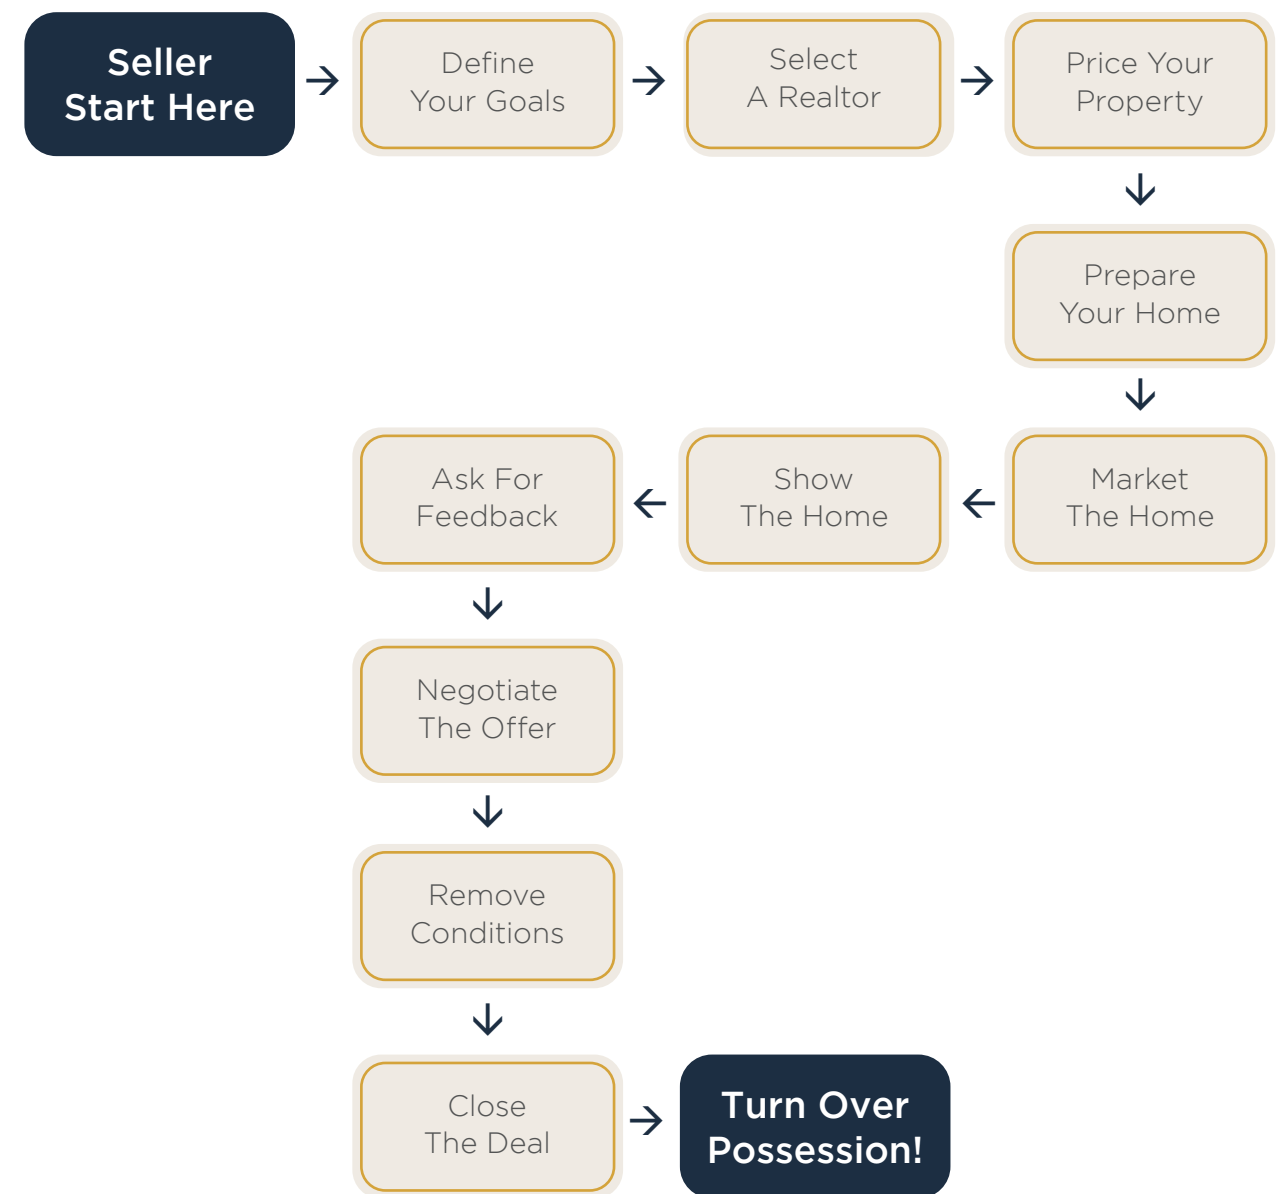 Seller
Start Here
Define
Your Goals
Select
A Realtor
Price Your
Property
Prepare
Your Home
Market
The Home
Show
The Home
Ask For
Feedback
Negotiate
The Offer
Remove
Conditions
Close
The Deal
Turn Over
Possession!